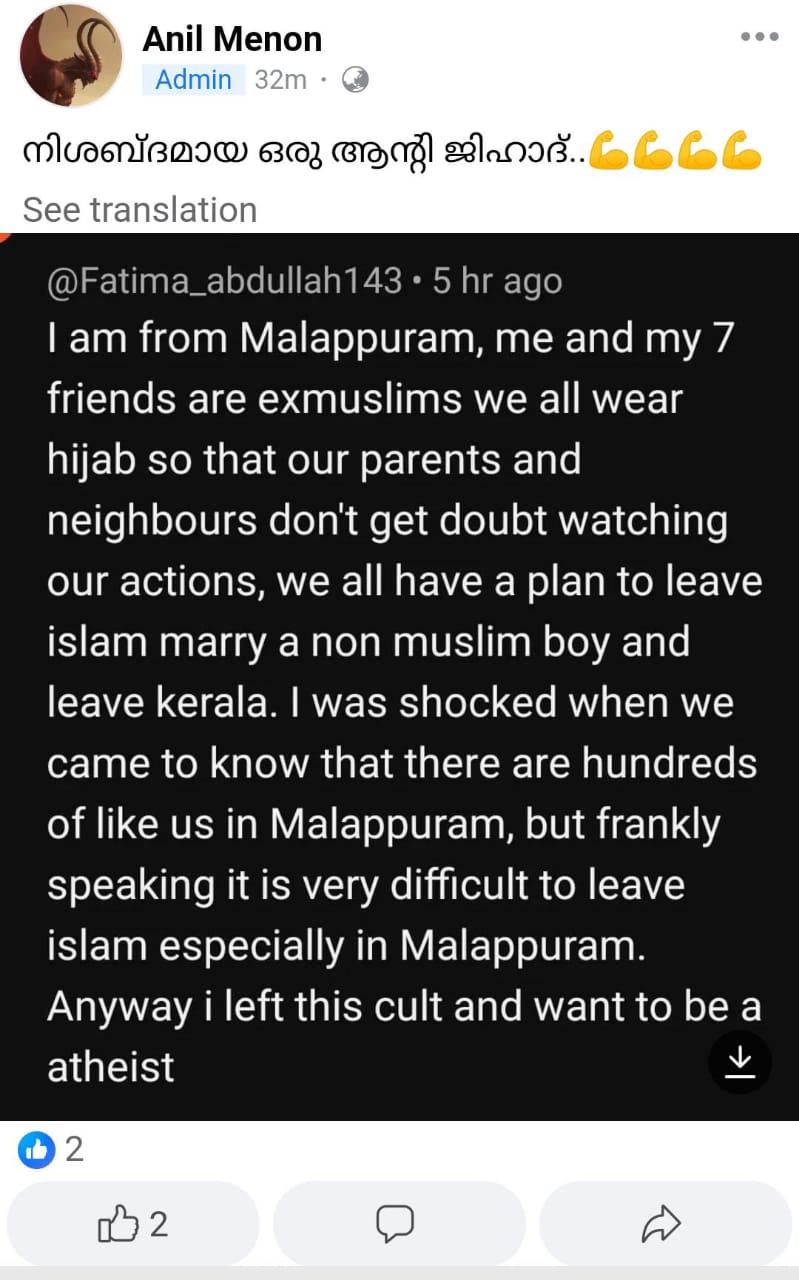 Anil Menon
Admin 32m ·
നിശബ്ദമായ ഒരു ആന്റി ജിഹാദ്..💪💪💪💪
See translation
@Fatima_abdullah143 • 5 hr ago
I am from Malappuram, me and my 7
friends are exmuslims we all wear
hijab so that our parents and
neighbours don't get doubt watching
our actions, we all have a plan to leave
islam marry a non muslim boy and
leave kerala. I was shocked when we
came to know that there are hundreds
of like us in Malappuram, but frankly
speaking it is very difficult to leave
islam especially in Malappuram.
Anyway i left this cult and want to be a
atheist
2
2